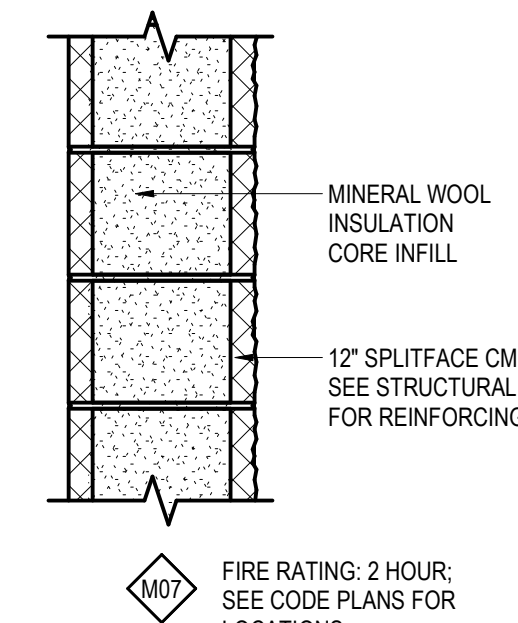 MINERAL WOOL
INSULATION
CORE INFILL
12" SPLITFACE CM
SEE STRUCTURAL
FOR REINFORCING
M07
FIRE RATING: 2 HOUR;
SEE CODE PLANS FOR
LOCATIONS